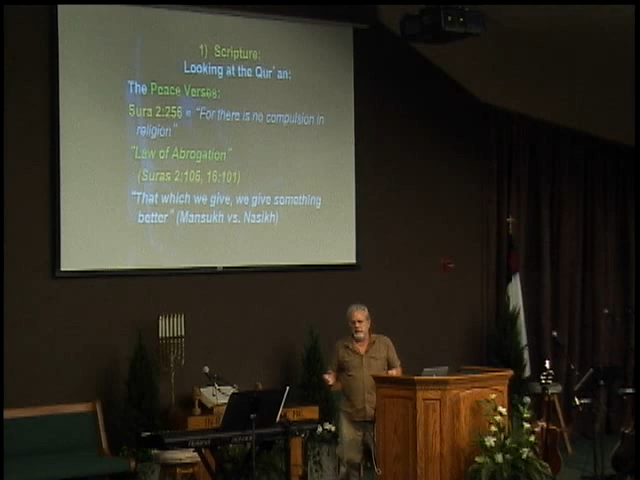 1) Scripture:
Looking at the Qur'an:
The Peace Verses:
Sura 2:256 = "For there is no compulsion in
religion"
"Law of Abrogation"
(Suras 2:106, 16:101)
"That which we give, we give something
better" (Mansukh vs. Nasikh)